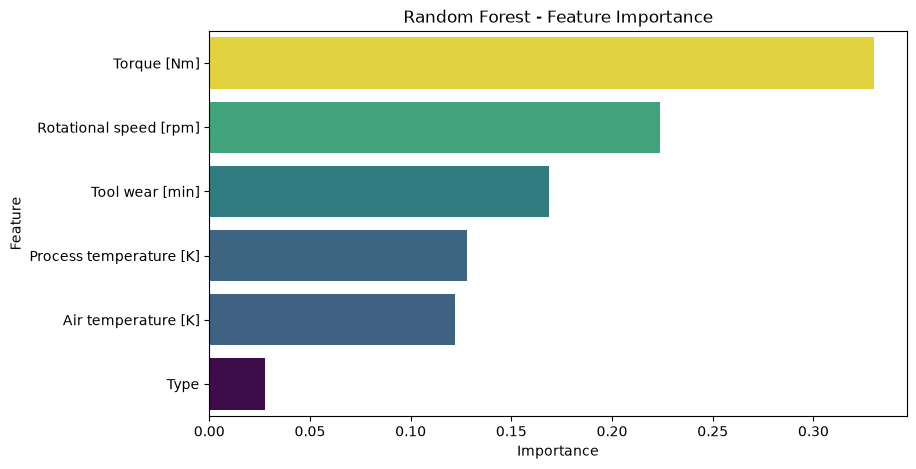 Random Forest - Feature Importance
Torque [Nm]
Rotational speed [rpm]
Tool wear [min]
Process temperature [K]
Air temperature [K]
Type
Feature
0.00 0.05 0.10 0.15 0.20 0.25 0.30
Importance